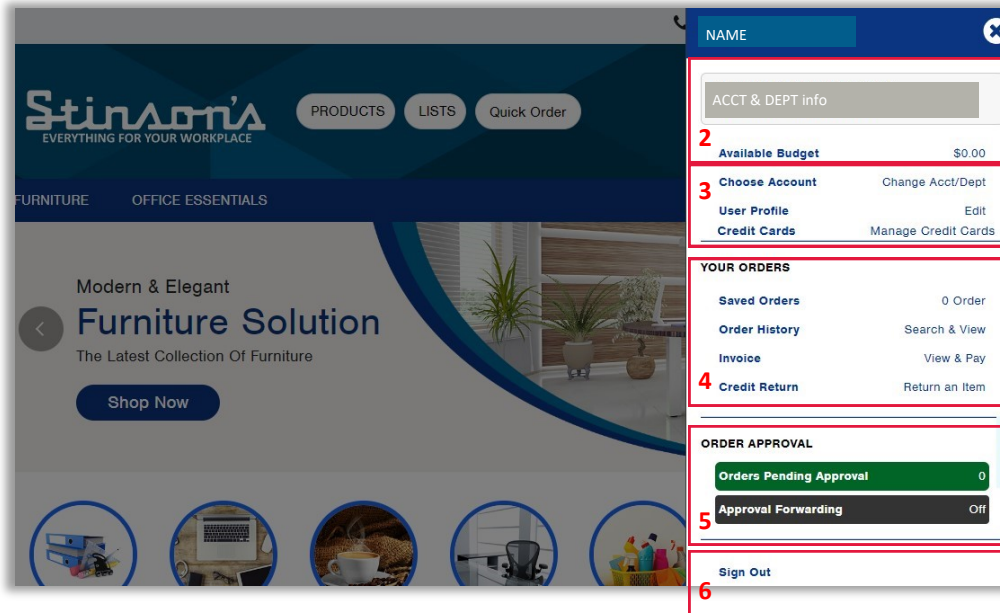 NAME
Stinson's
EVERYTHING FOR YOUR WORKPLACE
PRODUCTS
LISTS
Quick Order
FURNITURE
OFFICE ESSENTIALS
Modern & Elegant
Furniture Solution
The Latest Collection Of Furniture
Shop Now
ACCT & DEPT info
2
Available Budget $0.00
3
Choose Account Change Acct/Dept
User Profile Edit
Credit Cards Manage Credit Cards
YOUR ORDERS
Saved Orders 0 Order
Order History Search & View
Invoice View & Pay
4
Credit Return Return an Item
ORDER APPROVAL
Orders Pending Approval 0
Approval Forwarding Off
5
Sign Out
6